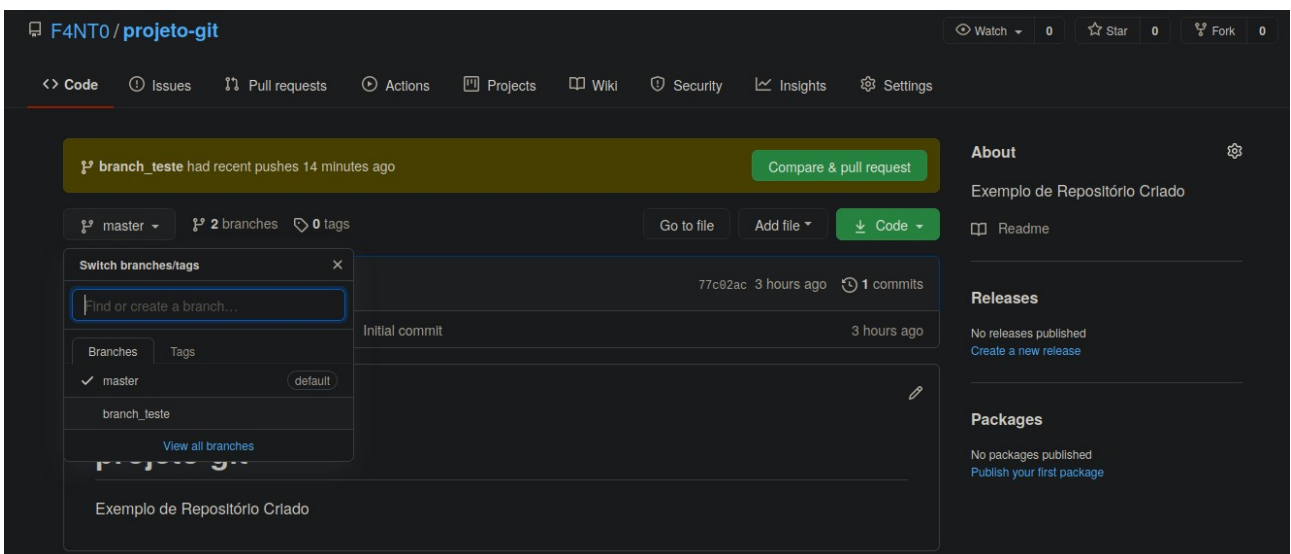 F4NT0 / projeto-git
Watch 0 Star 0 Fork 0
<> Code Issues Pull requests Actions Projects Wiki Security Insights Settings
branch_teste had recent pushes 14 minutes ago Compare & pull request
master 2 branches 0 tags Go to file Add file Code
Switch branches/tags
Find or create a branch...
Branches Tags
master default
branch_teste
View all branches
77c02ac 3 hours ago 1 commits
Initial commit 3 hours ago
projeto-git
Exemplo de Repositório Criado
About
Exemplo de Repositório Criado
Readme
Releases
No releases published
Create a new release
Packages
No packages published
Publish your first package